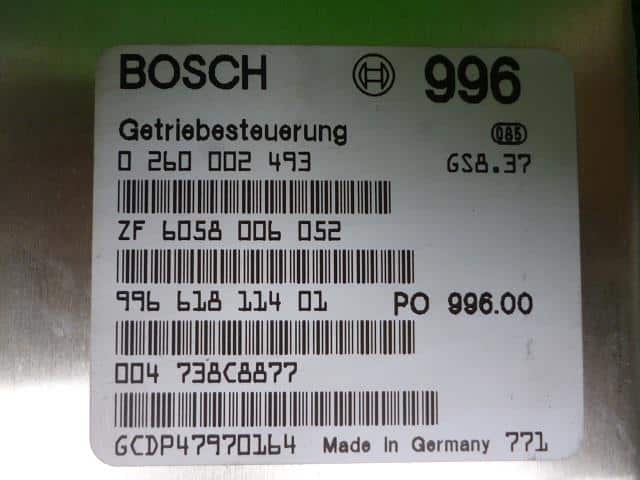 BOSCH 996
Getriebesteuerung 085
0 260 002 493 GS8.37
ZF 6058 006 052
996 618 114 01 PO 996.00
004 738C8877
GCDP47970164 Made in Germany 771